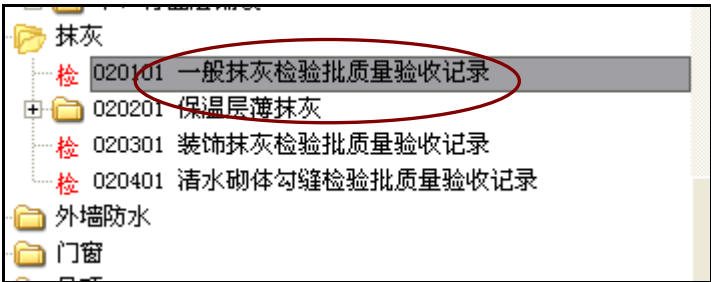 抹灰
检 020101 一般抹灰检验批质量验收记录
020201 保温层薄抹灰
检 020301 装饰抹灰检验批质量验收记录
检 020401 清水砌体勾缝检验批质量验收记录
外墙防水
门窗